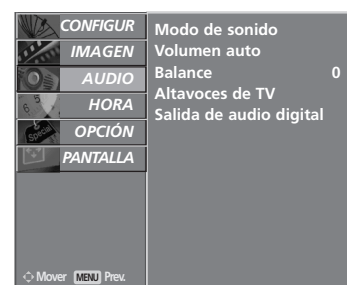 CONFIGUR
IMAGEN
AUDIO
HORA
Special
OPCIÓN
PANTALLA
Modo de sonido
Volumen auto
Balance 0
Altavoces de TV
Salida de audio digital
Mover MENU Prev.